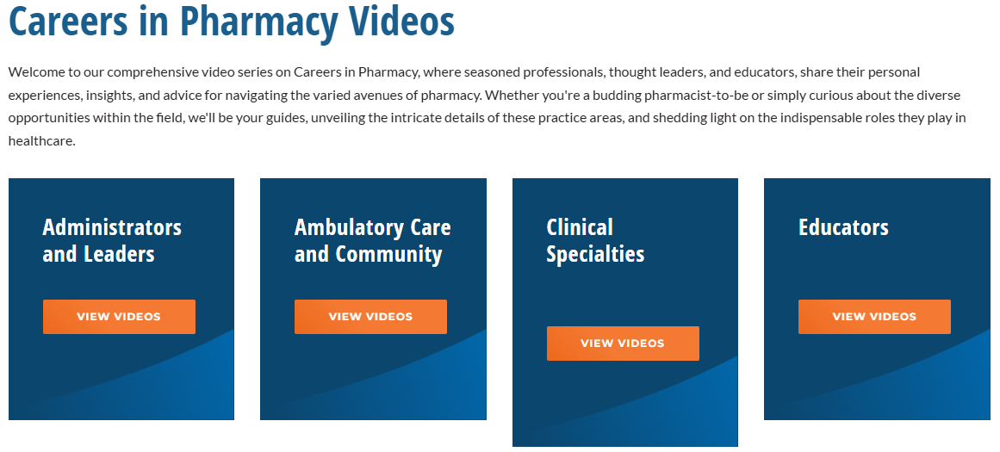 Careers in Pharmacy Videos
Welcome to our comprehensive video series on Careers in Pharmacy, where seasoned professionals, thought leaders, and educators, share their personal
experiences, insights, and advice for navigating the varied avenues of pharmacy. Whether you're a budding pharmacist-to-be or simply curious about the diverse
opportunities within the field, we'll be your guides, unveiling the intricate details of these practice areas, and shedding light on the indispensable roles they play in
healthcare.
Administrators
and Leaders
VIEW VIDEOS
Ambulatory Care
and Community
VIEW VIDEOS
Clinical
Specialties
VIEW VIDEOS
Educators
VIEW VIDEOS